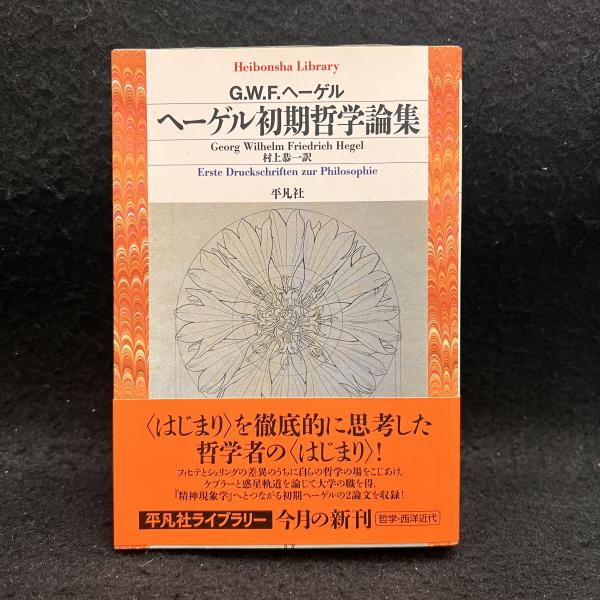 Heibonsha Library
G.W.F.ヘーゲル
ヘーゲル初期哲学論集
Georg Wilhelm Friedrich Hegel
村上恭一訳
Erste Druckschriften zur Philosophie
平凡社
〈はじまり〉を徹底的に思考した
哲学者の〈はじまり〉!
フィヒテとシェリングの差異のうちに自らの哲学の場をこじあけ、
ケプラーと惑星軌道を論じて大学の職を得、
『精神現象学』へとつながる初期ヘーゲルの2論文を収録!
平凡社ライブラリー 今月の新刊 哲学・西洋近代